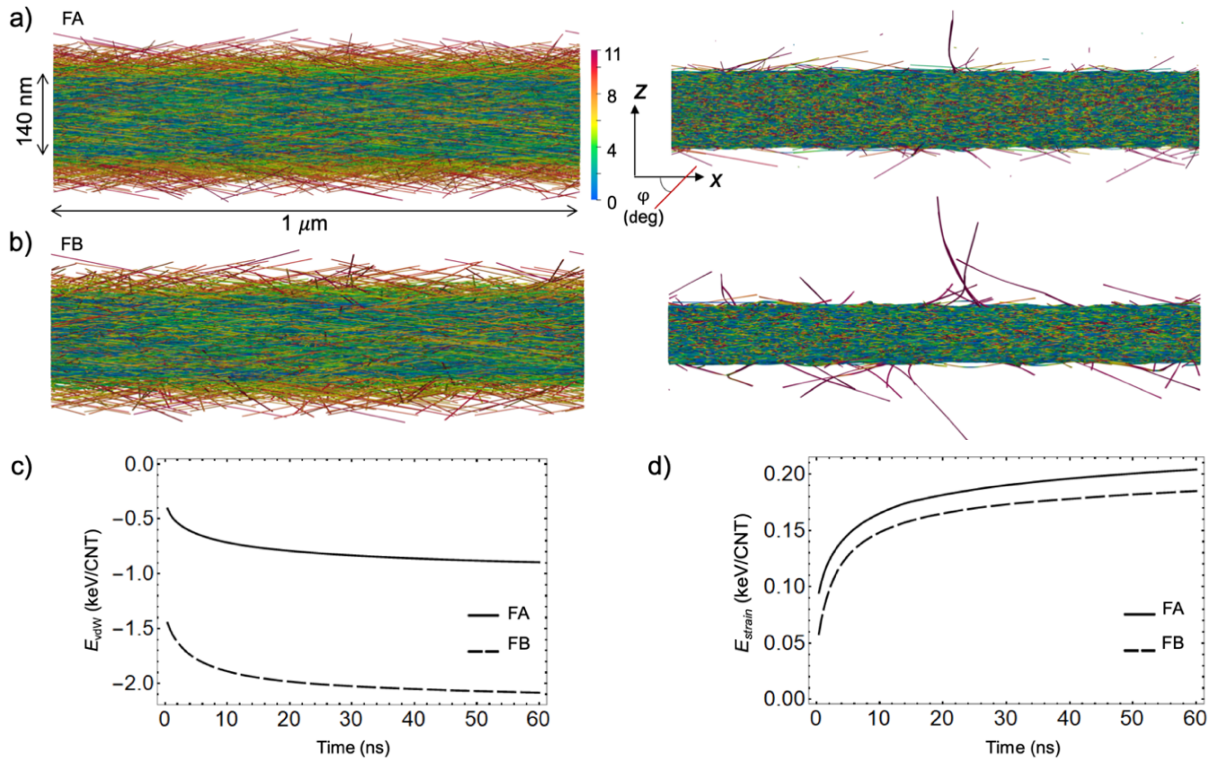 a) FA
140 nm
11
8
4
0
Z
X
φ
(deg)
1 μm
b) FB
c)
0.0
−0.5
−1.0
−1.5
−2.0
EvdW (keV/CNT)
FA
FB
0 10 20 30 40 50 60
Time (ns)
d)
0.20
0.15
0.10
0.05
0.00
Estrain (keV/CNT)
FA
FB
0 10 20 30 40 50 60
Time (ns)